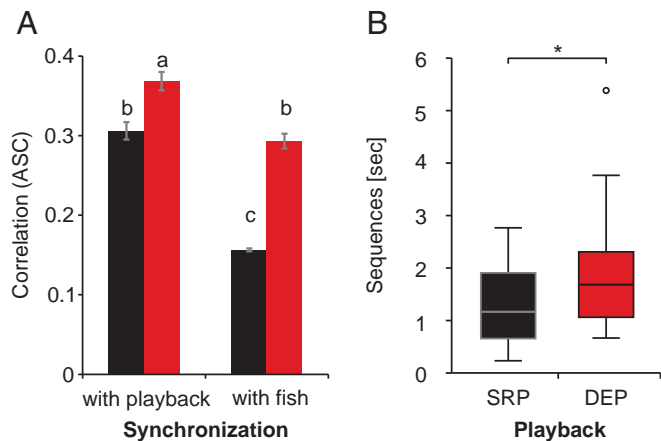 A
Correlation (ASC)
0.4
0.3
0.2
0.1
0
b
a
c
b
with playback
with fish
Synchronization
B
Sequences [sec]
6
5
4
3
2
1
0
*
SRP
DEP
Playback